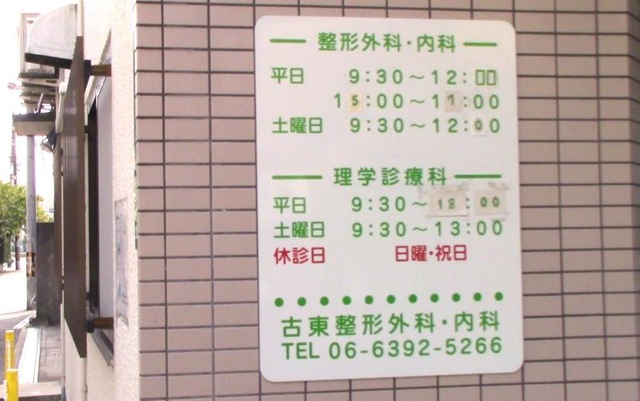 整形外科・内科
平日 9:30～12:00
15:00～17:00
土曜日 9:30～12:00
理学診療科
平日 9:30～18:00
土曜日 9:30～13:00
休診日 日曜・祝日
古東整形外科・内科
TEL 06-6392-5266